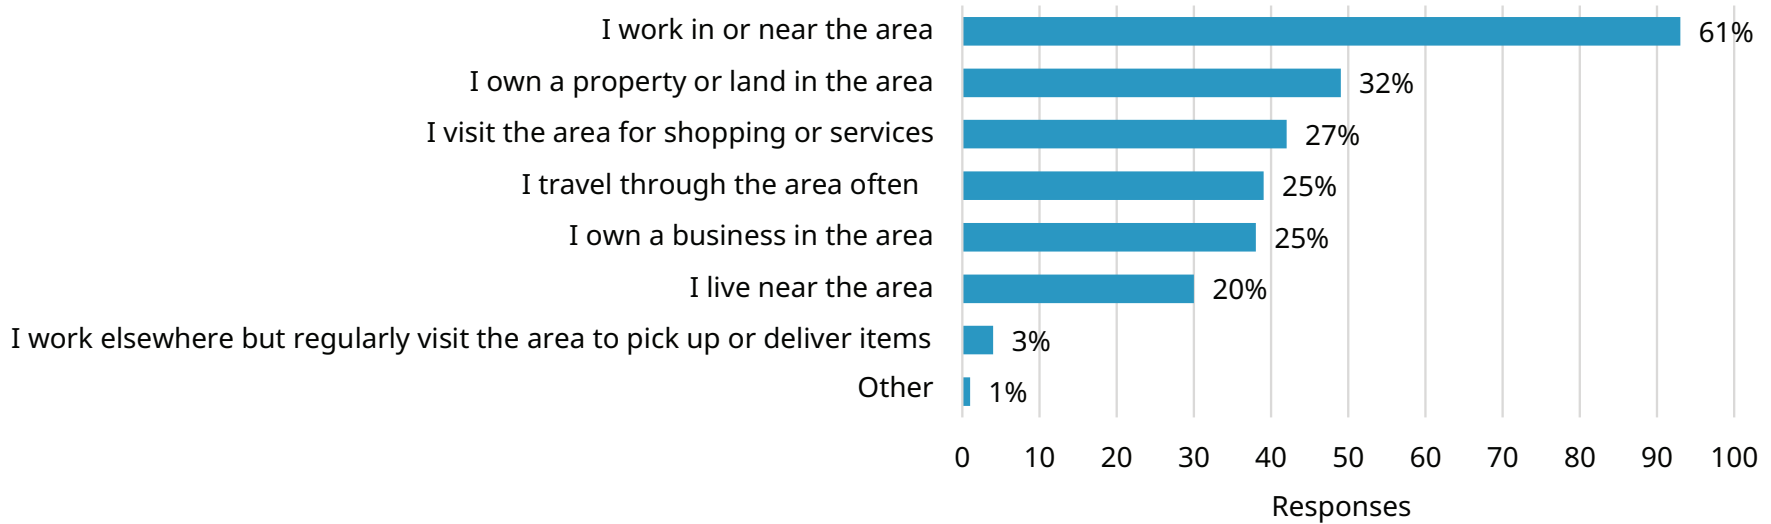 I work in or near the area 61%
I own a property or land in the area 32%
I visit the area for shopping or services 27%
I travel through the area often 25%
I own a business in the area 25%
I live near the area 20%
I work elsewhere but regularly visit the area to pick up or deliver items 3%
Other 1%
0 10 20 30 40 50 60 70 80 90 100
Responses